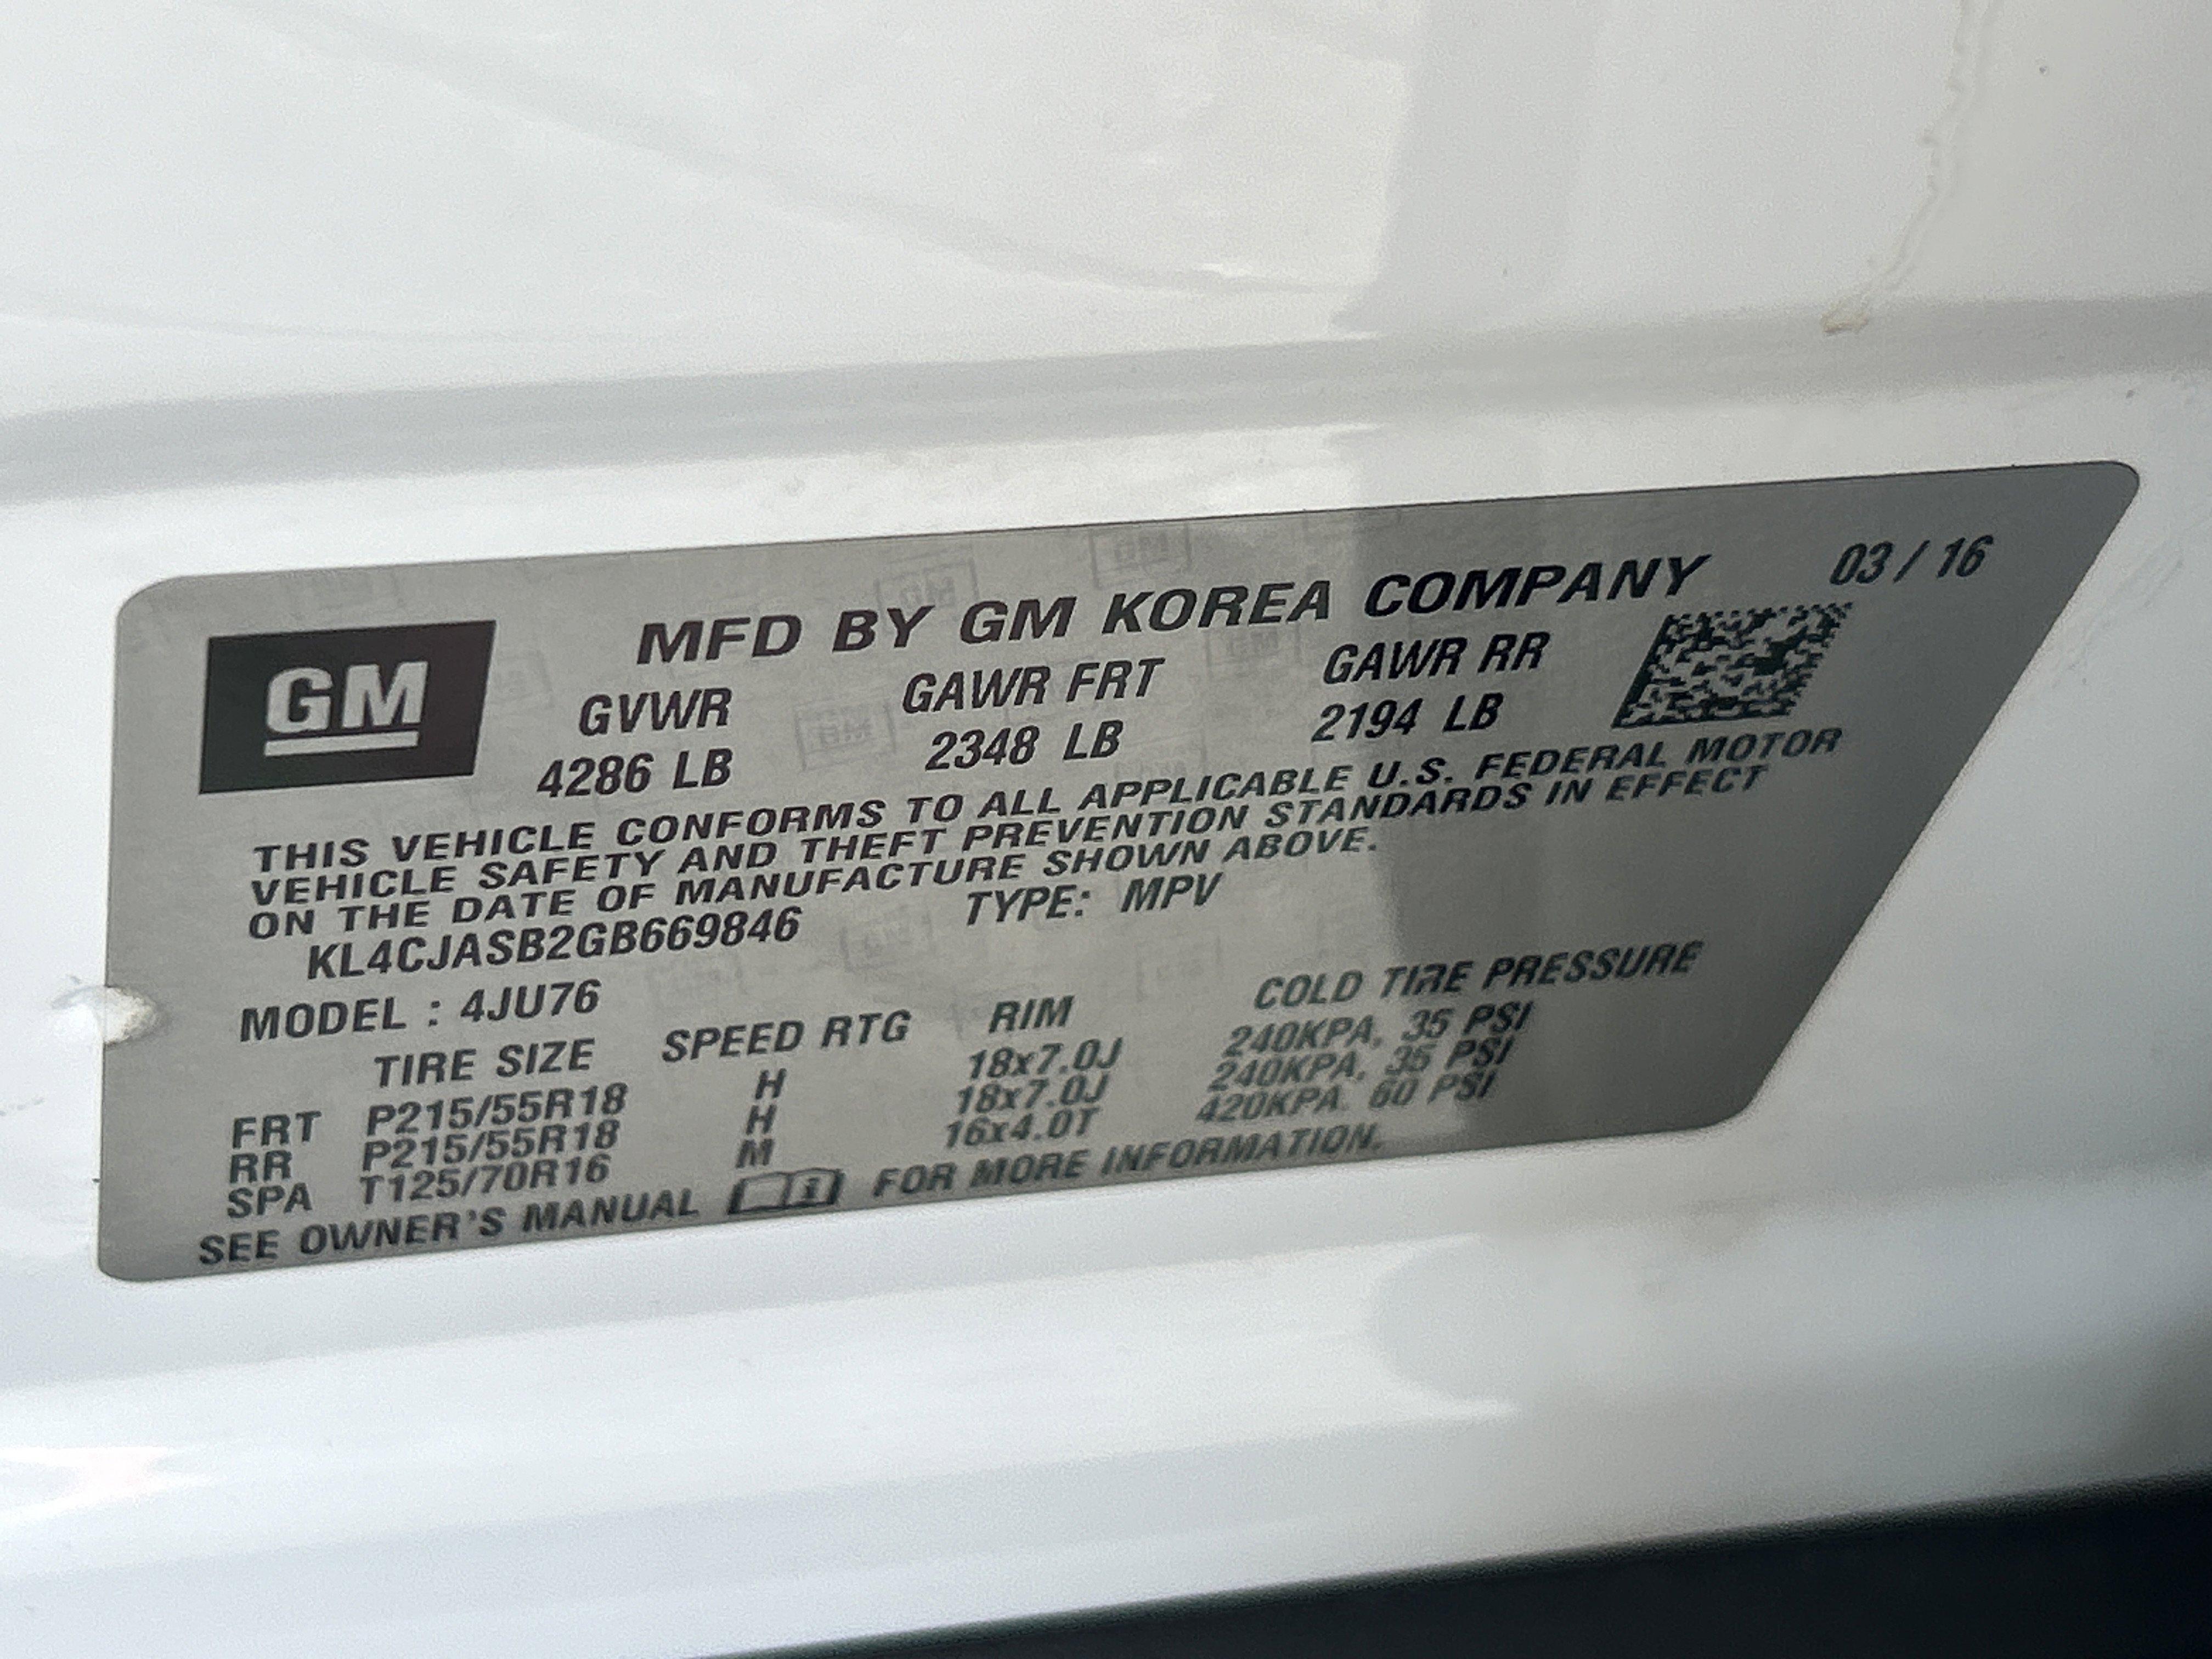 MFD BY GM KOREA COMPANY 03 / 16
GM
GVWR GAWR FRT GAWR RR
4286 LB 2348 LB 2194 LB
THIS VEHICLE CONFORMS TO ALL APPLICABLE U.S. FEDERAL MOTOR
VEHICLE SAFETY AND THEFT PREVENTION STANDARDS IN EFFECT
ON THE DATE OF MANUFACTURE SHOWN ABOVE.
KL4CJASB2GB669846 TYPE: MPV
MODEL : 4JU76
TIRE SIZE SPEED RTG RIM COLD TIRE PRESSURE
FRT P215/55R18 H 18x7.0J 240KPA, 35 PSI
RR P215/55R18 H 18x7.0J 240KPA, 35 PSI
SPA T125/70R16 M 16x4.0T 420KPA. 60 PSI
SEE OWNER'S MANUAL FOR MORE INFORMATION.